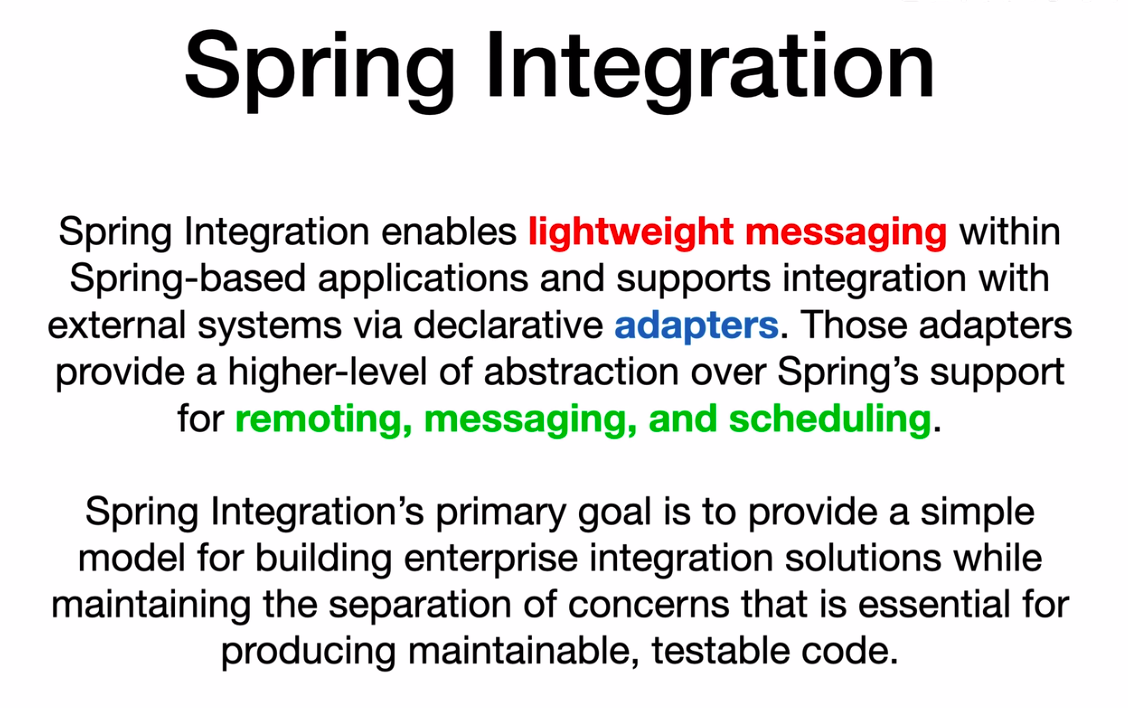 Spring Integration
Spring Integration enables lightweight messaging within
Spring-based applications and supports integration with
external systems via declarative adapters. Those adapters
provide a higher-level of abstraction over Spring’s support
for remoting, messaging, and scheduling.
Spring Integration’s primary goal is to provide a simple
model for building enterprise integration solutions while
maintaining the separation of concerns that is essential for
producing maintainable, testable code.